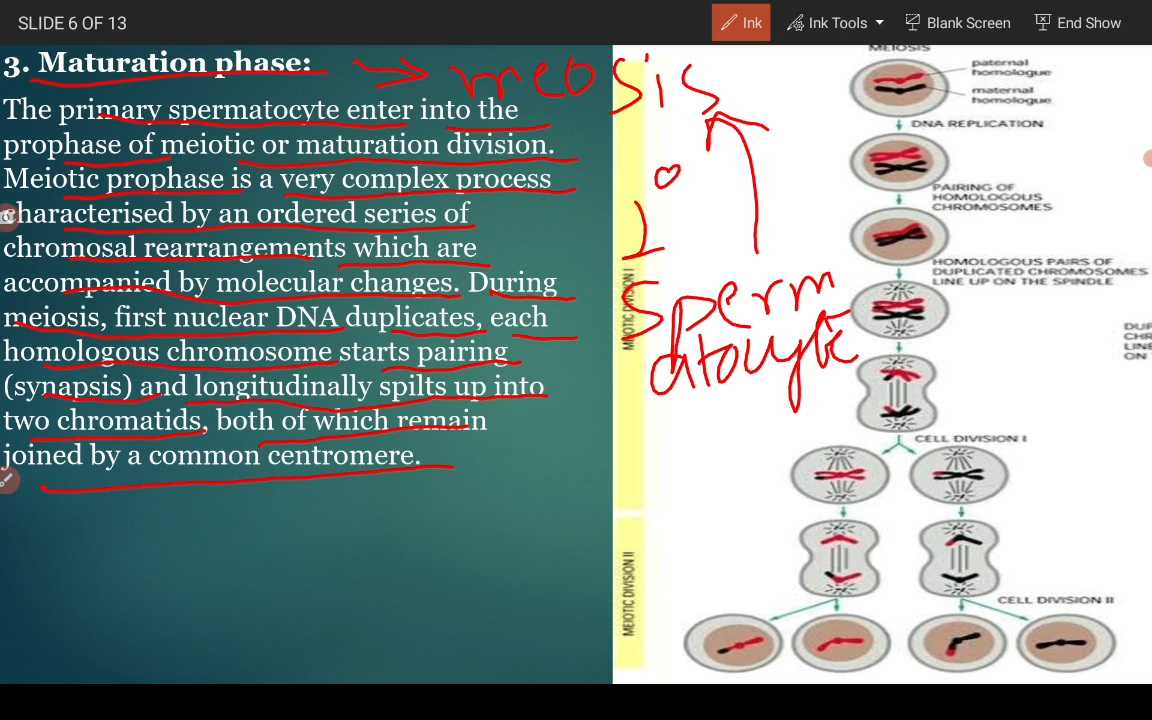 SLIDE 6 OF 13
Ink
Ink Tools
Blank Screen
End Show
3. Maturation phase:
The primary spermatocyte enter into the
prophase of meiotic or maturation division.
Meiotic prophase is a very complex process
characterised by an ordered series of
chromosal rearrangements which are
accompanied by molecular changes. During
meiosis, first nuclear DNA duplicates, each
homologous chromosome starts pairing
(synapsis) and longitudinally spilts up into
two chromatids, both of which remain
joined by a common centromere.
meosis
1°
Sperm
atocyte
MEIOSIS
paternal
homologue
maternal
homologue
DNA REPLICATION
PAIRING OF
HOMOLOGOUS
CHROMOSOMES
HOMOLOGOUS PAIRS OF
DUPLICATED CHROMOSOMES
LINE UP ON THE SPINDLE
DUP
CHR
LINE
ON
CELL DIVISION I
CELL DIVISION II
MEIOTIC DIVISION I
MEIOTIC DIVISION II